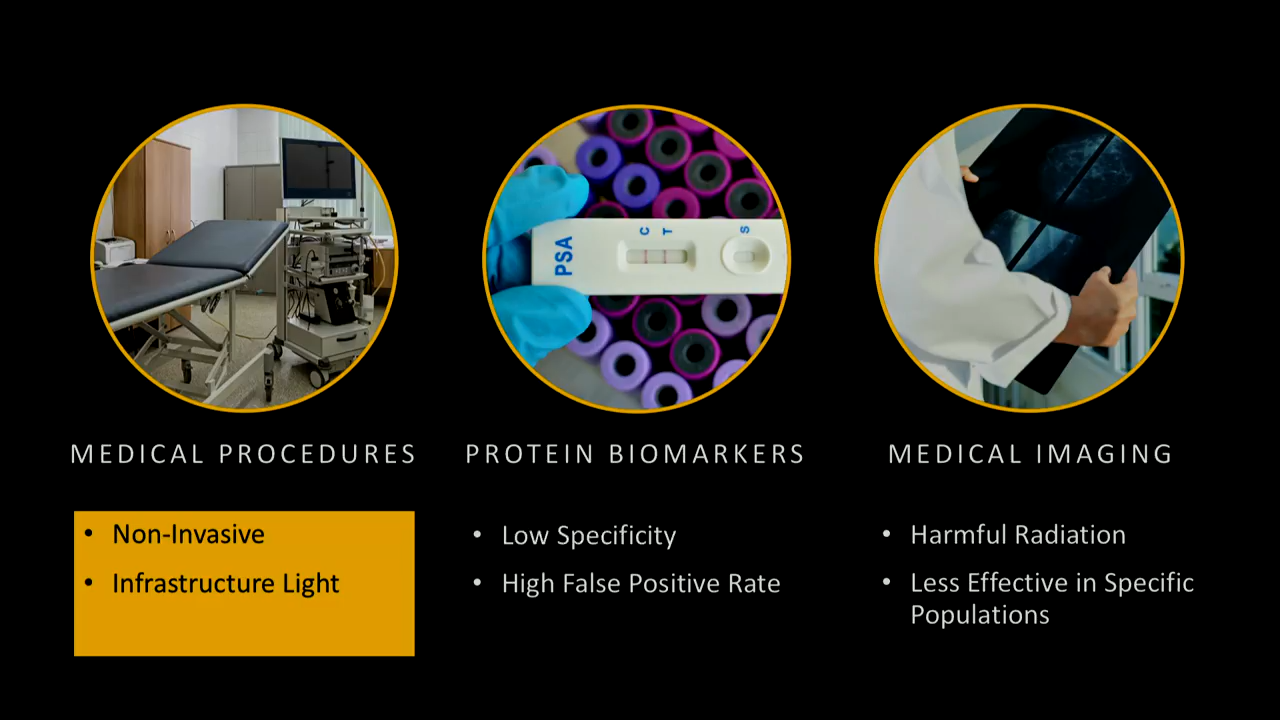 PSA
C
T
S
MEDICAL PROCEDURES
PROTEIN BIOMARKERS
MEDICAL IMAGING
• Non-Invasive
• Infrastructure Light
• Low Specificity
• High False Positive Rate
• Harmful Radiation
• Less Effective in Specific
Populations